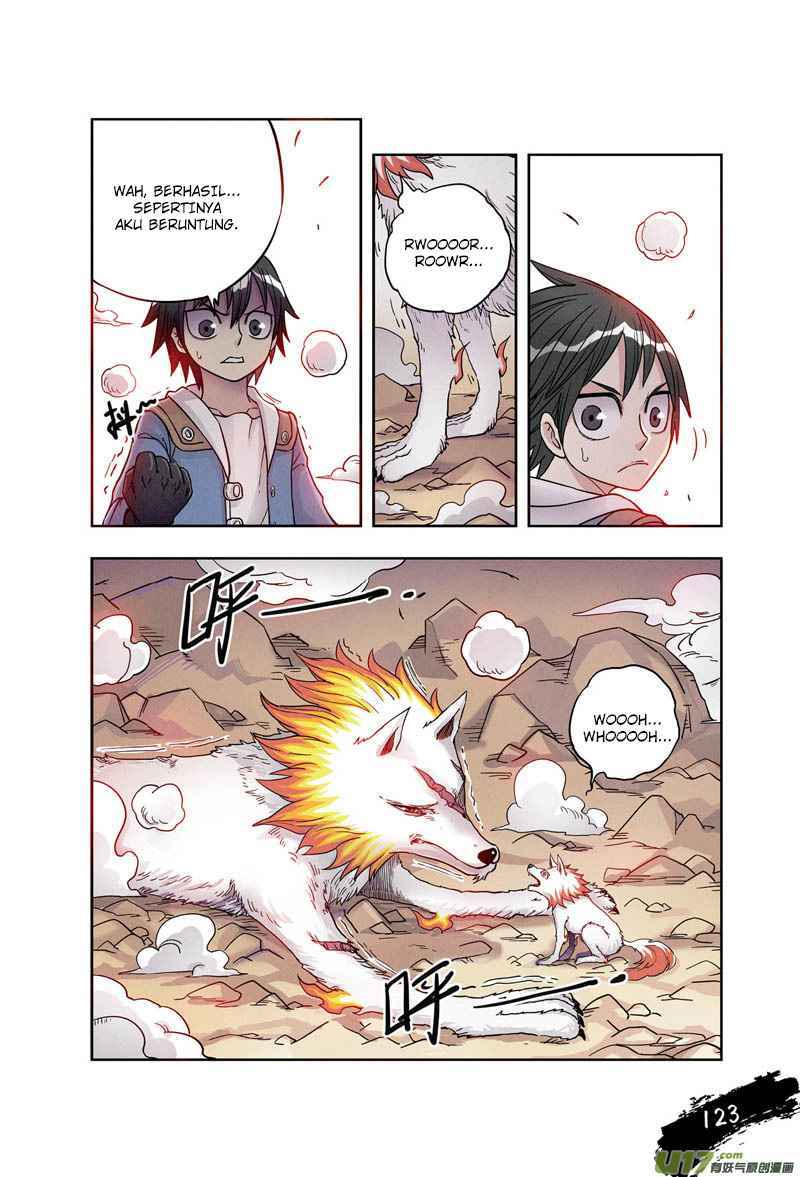 WAH, BERHASIL...
SEPERTINYA
AKU BERUNTUNG.
抖~
RWOOOOR...
ROOWR...
呼——...
WOOOH...
WHOOOOH...
呼——...
123
U17
有妖气原创漫画